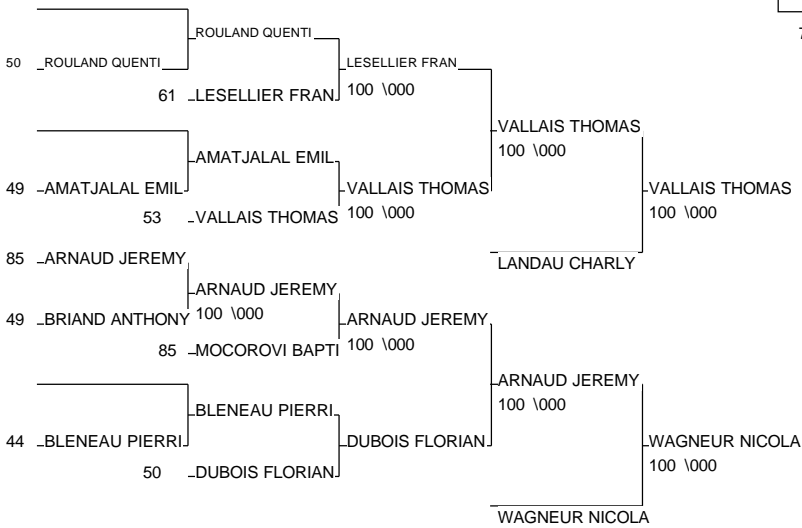 7
ROULAND QUENTI
50 ROULAND QUENTI
LESELLIER FRAN
61 LESELLIER FRAN
100 \000
VALLAIS THOMAS
100 \000
AMATJALAL EMIL
49 AMATJALAL EMIL
VALLAIS THOMAS
VALLAIS THOMAS
53 VALLAIS THOMAS
100 \000
100 \000
85 ARNAUD JEREMY
LANDAU CHARLY
ARNAUD JEREMY
100 \000
49 BRIAND ANTHONY
ARNAUD JEREMY
100 \000
85 MOCOROVI BAPTI
ARNAUD JEREMY
100 \000
BLENEAU PIERRI
44 BLENEAU PIERRI
DUBOIS FLORIAN
WAGNEUR NICOLA
100 \000
50 DUBOIS FLORIAN
WAGNEUR NICOLA